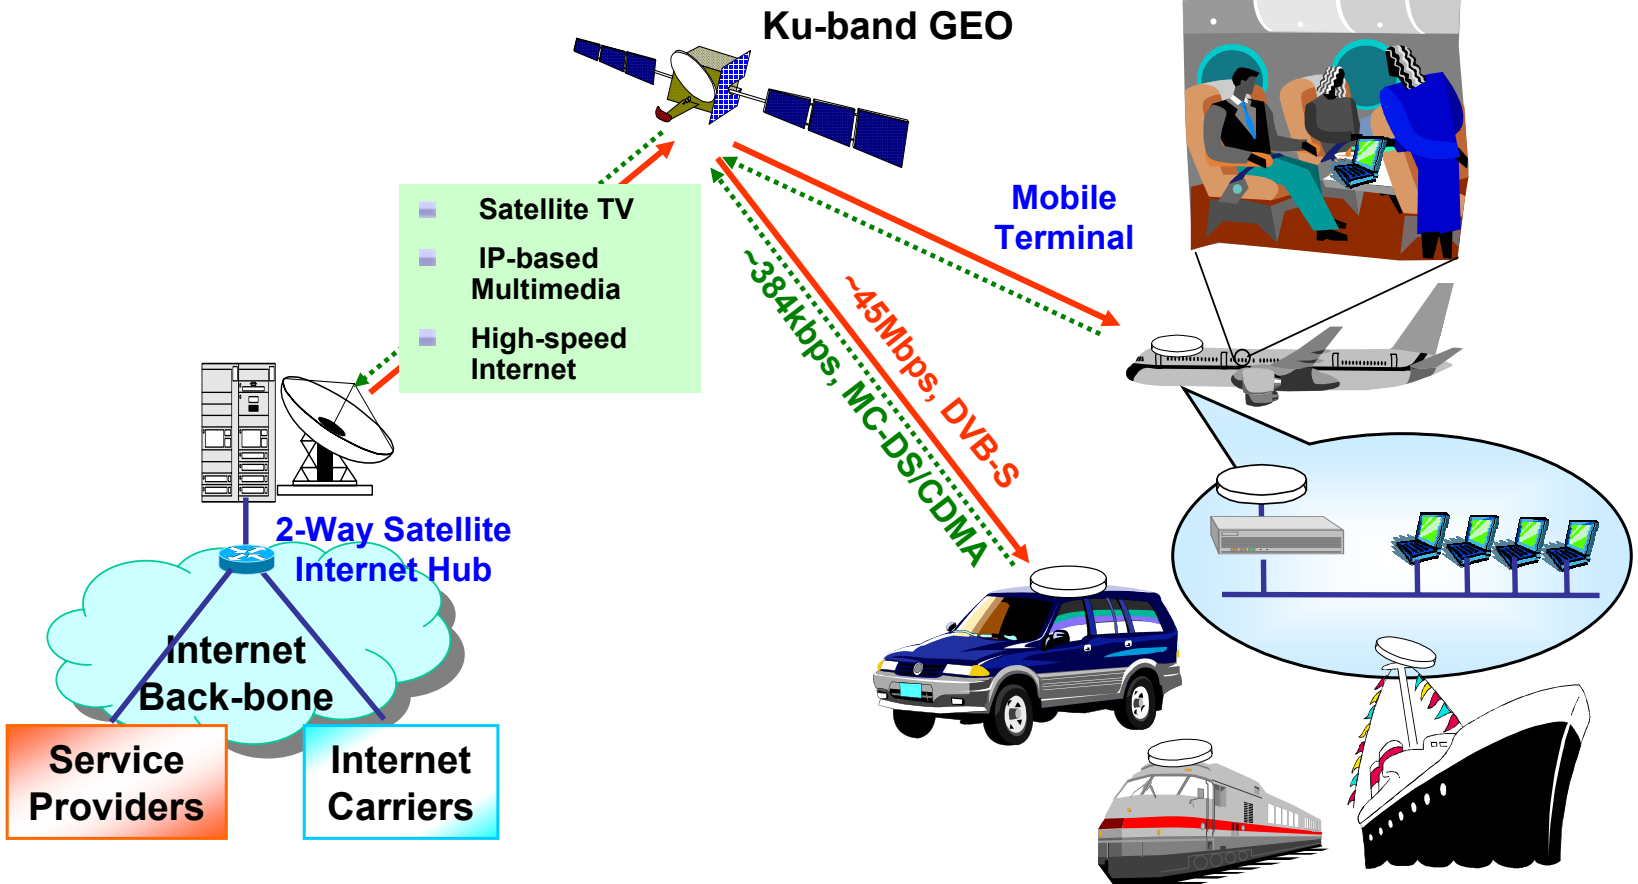 Ku-band GEO
Satellite TV
IP-based
Multimedia
High-speed
Internet
Mobile
Terminal
~45Mbps, DVB-S
~384kbps, MC-DS/CDMA
2-Way Satellite
Internet Hub
Internet
Back-bone
Service
Providers
Internet
Carriers